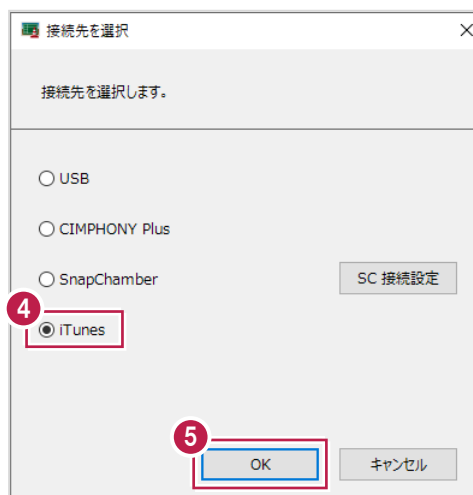 接続先を選択
接続先を選択します。
USB
CIMPHONY Plus
SnapChamber
SC 接続設定
4
iTunes
5
OK
キャンセル